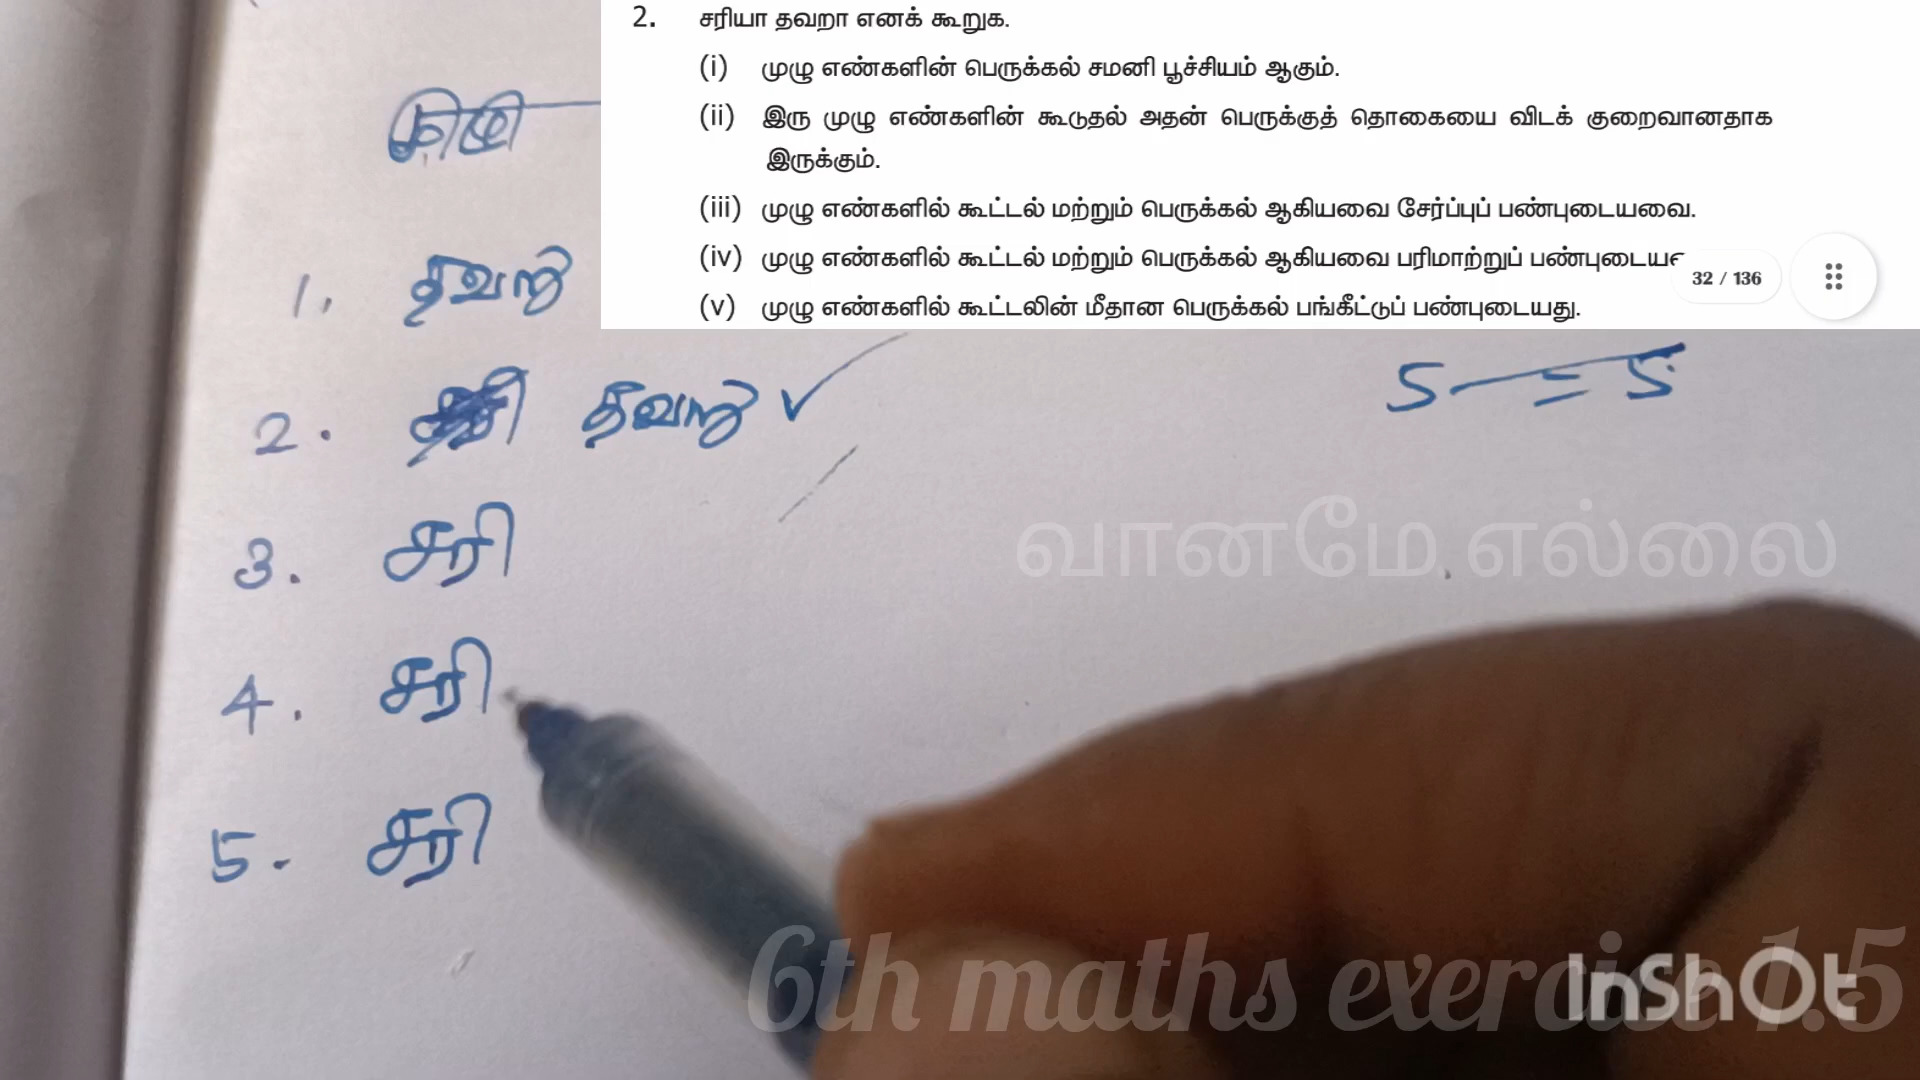 2. சரியா தவறா எனக் கூறுக.
(i) முழு எண்களின் பெருக்கல் சமனி பூச்சியம் ஆகும்.
(ii) இரு முழு எண்களின் கூடுதல் அதன் பெருக்குத் தொகையை விடக் குறைவானதாக
இருக்கும்.
(iii) முழு எண்களில் கூட்டல் மற்றும் பெருக்கல் ஆகியவை சேர்ப்புப் பண்புடையவை.
(iv) முழு எண்களில் கூட்டல் மற்றும் பெருக்கல் ஆகியவை பரிமாற்றுப்
32 / 136
(v) முழு எண்களில் கூட்டலின் மீதான பெருக்கல் பங்கீட்டுப் பண்புடையது.
1. தவறு
2. தவறு ✓
5 = 5
3. சரி
வானமே எல்லை
4. சரி
5. சரி
6th maths exercise 1.5
InShOt